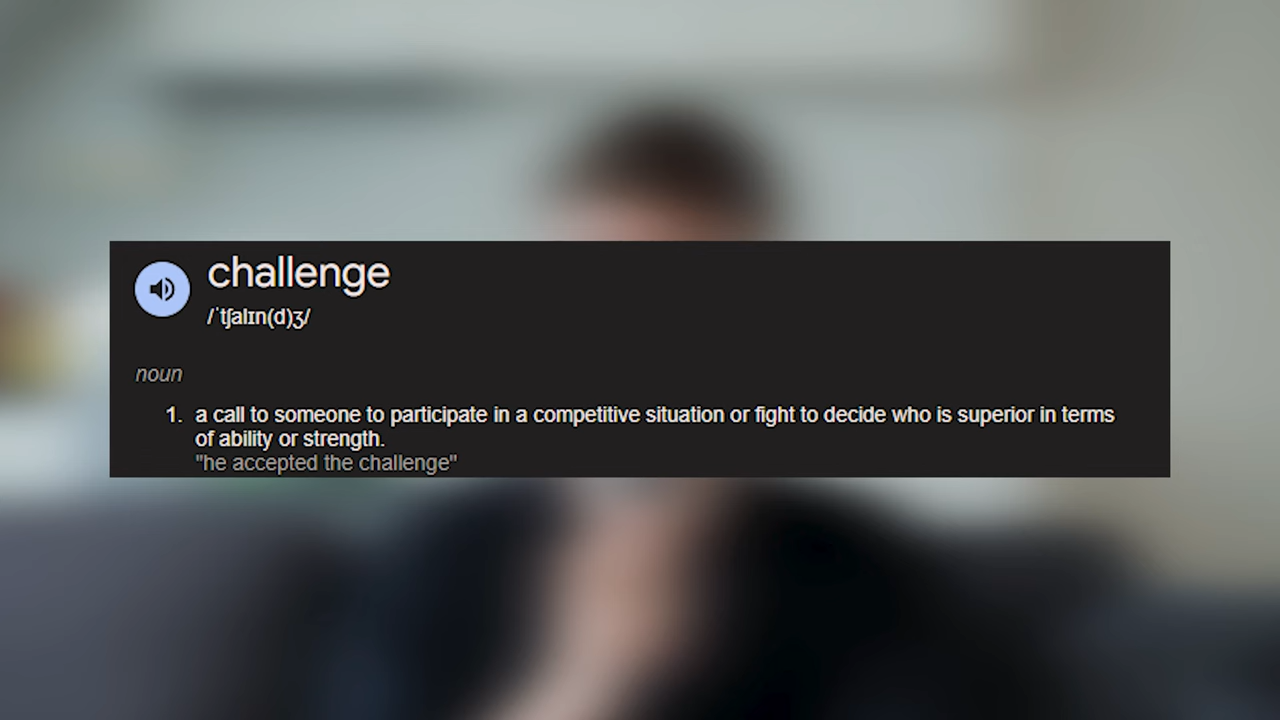 challenge
/ˈtʃalɪn(d)ʒ/
noun
1. a call to someone to participate in a competitive situation or fight to decide who is superior in terms
of ability or strength.
"he accepted the challenge"